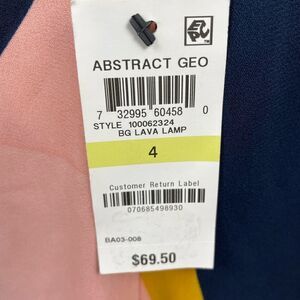 ABSTRACT GEO
7 32995 60458 0
STYLE 100062324
BG LAVA LAMP
4
Customer Return Label
070685498930
BA03-008
$69.50